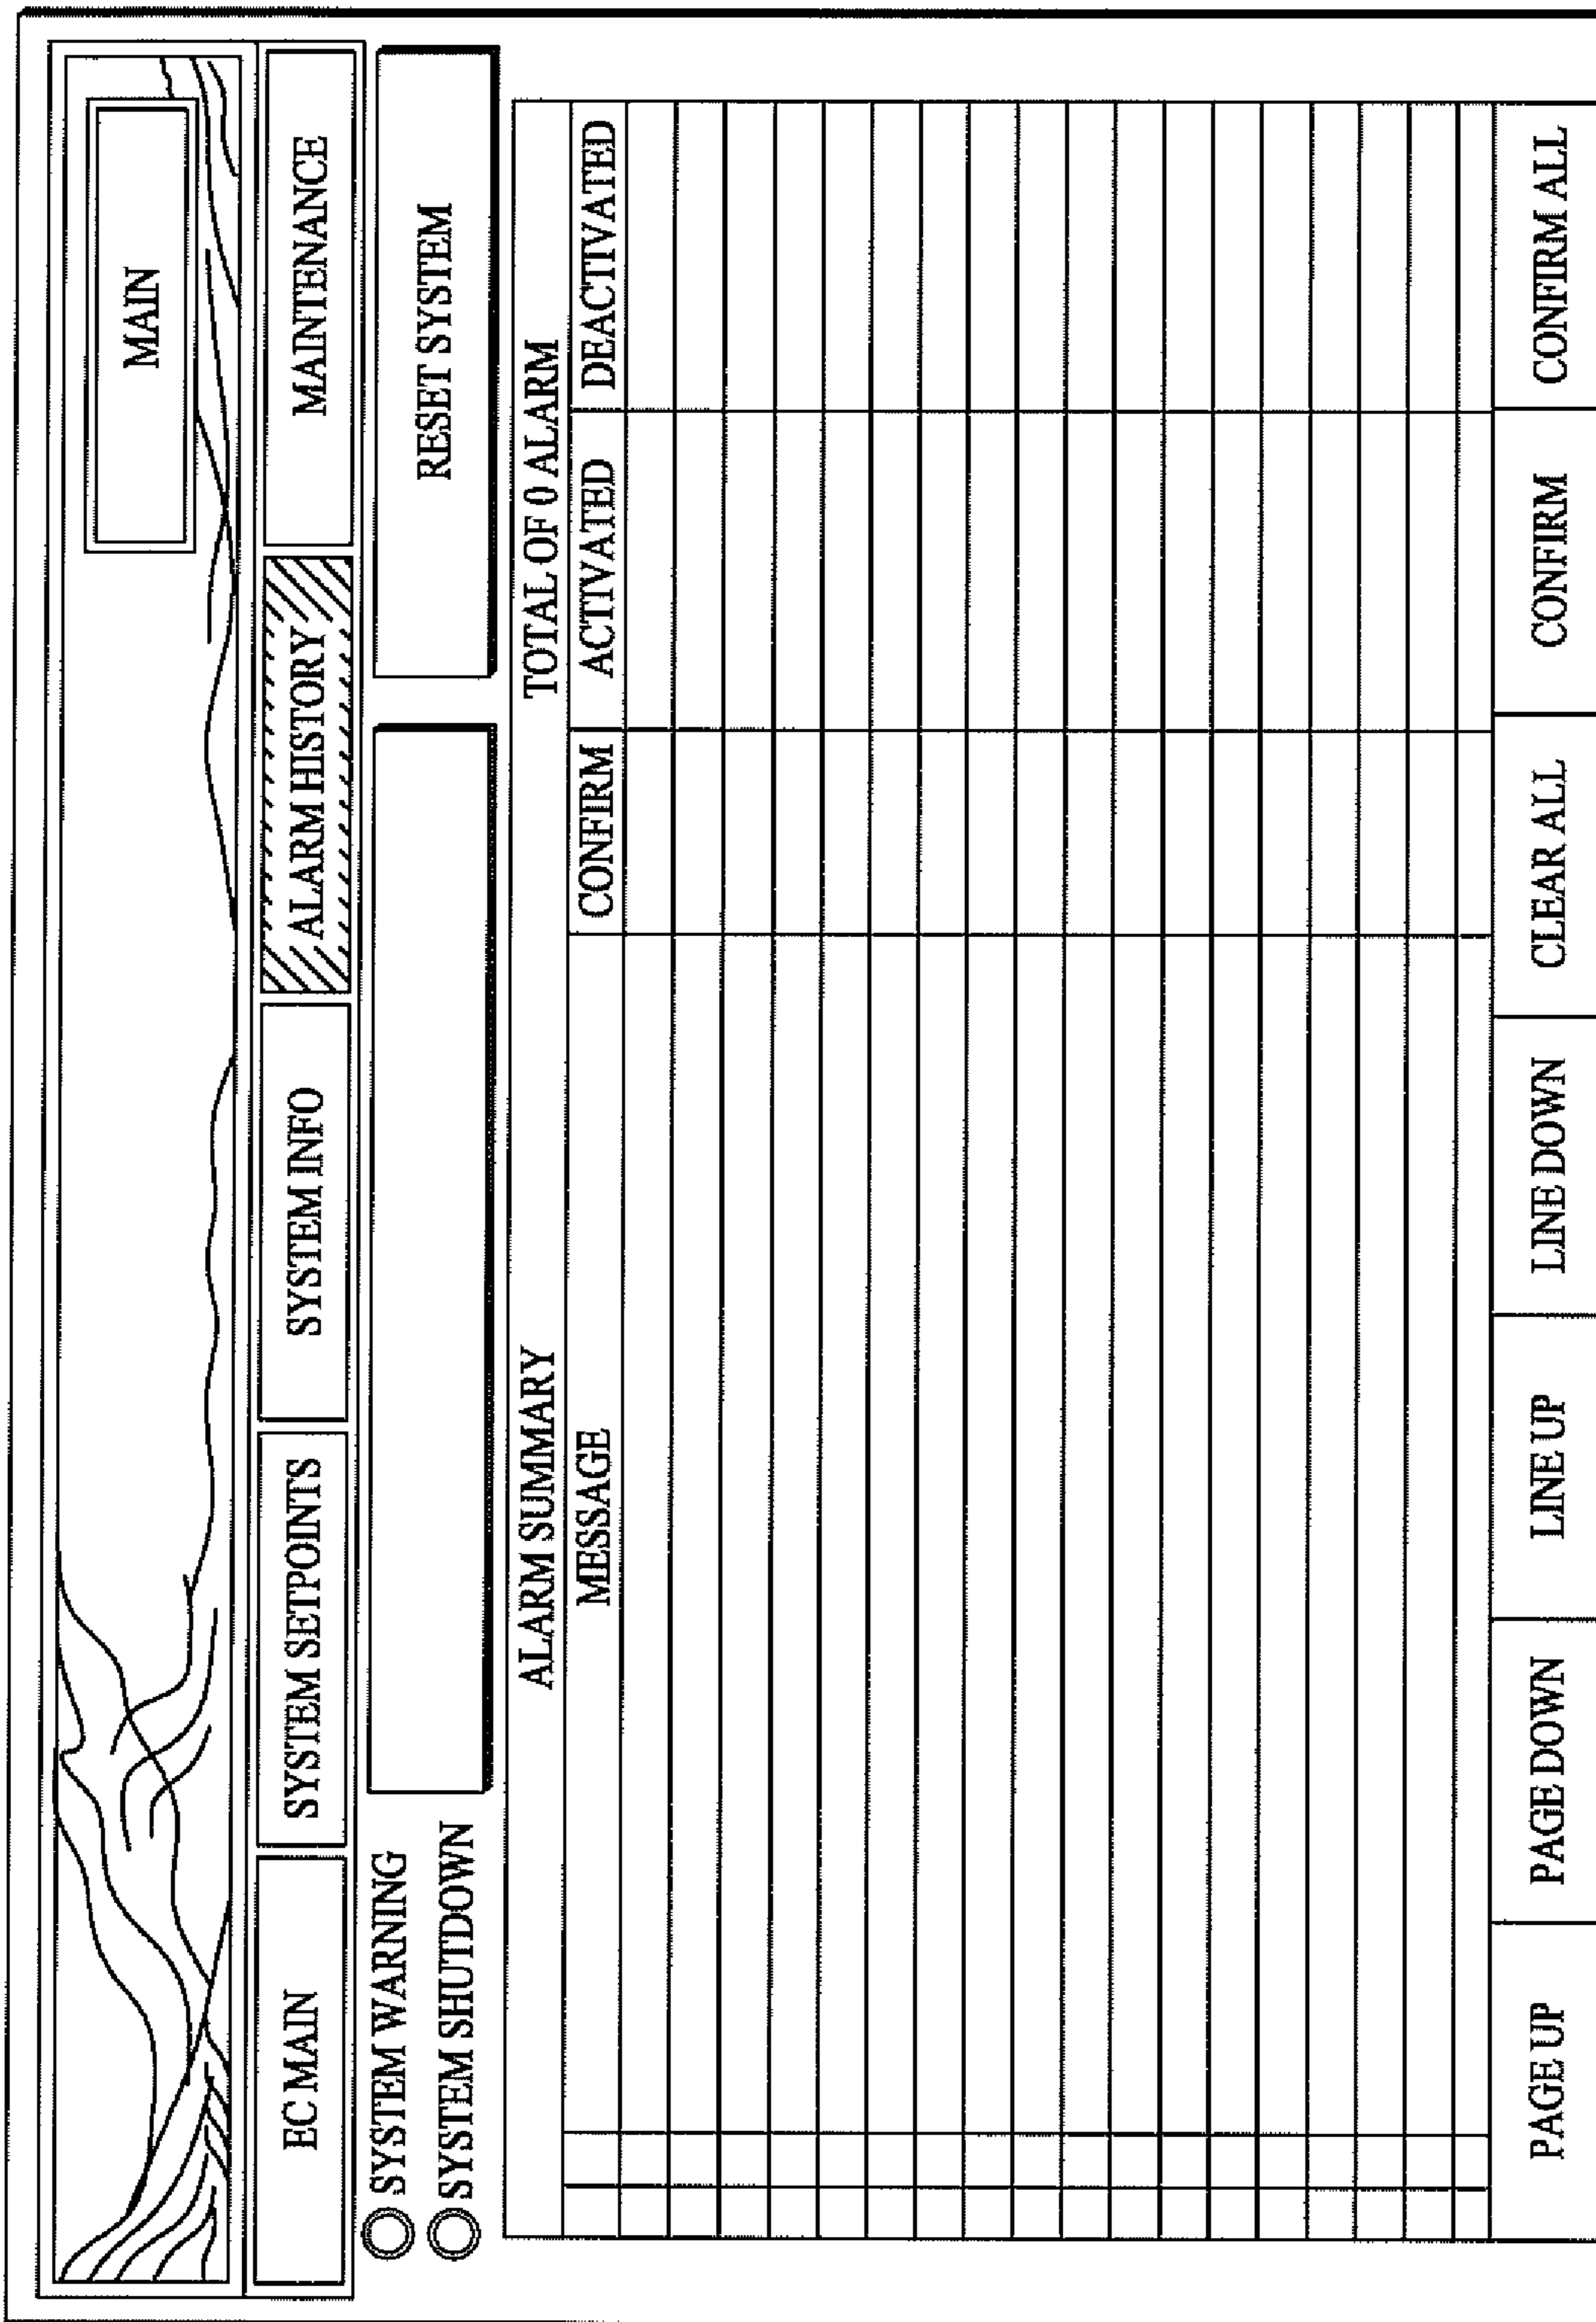 MAIN
EC MAIN
SYSTEM SETPOINTS
SYSTEM INFO
ALARM HISTORY
MAINTENANCE
SYSTEM WARNING
SYSTEM SHUTDOWN
RESET SYSTEM
ALARM SUMMARY TOTAL OF 0 ALARM
MESSAGE CONFIRM ACTIVATED DEACTIVATED
PAGE UP PAGE DOWN LINE UP LINE DOWN CLEAR ALL CONFIRM CONFIRM ALL